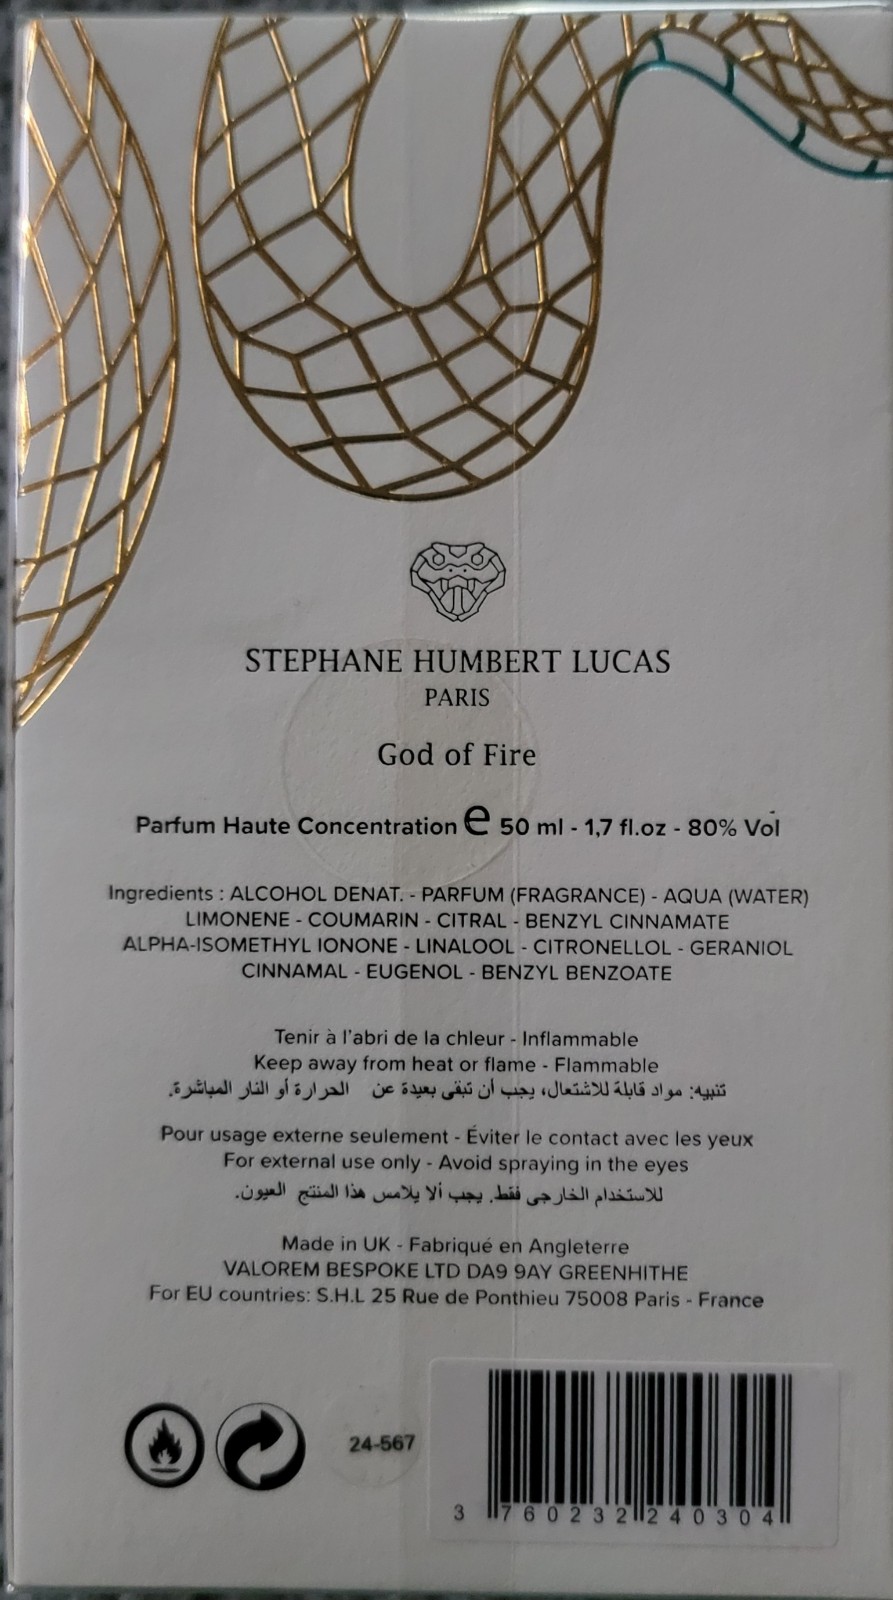 STEPHANE HUMBERT LUCAS
PARIS
God of Fire
Parfum Haute Concentration e 50 ml - 1,7 fl.oz - 80% Vol
Ingredients : ALCOHOL DENAT. - PARFUM (FRAGRANCE) - AQUA (WATER)
LIMONENE - COUMARIN - CITRAL - BENZYL CINNAMATE
ALPHA-ISOMETHYL IONONE - LINALOOL - CITRONELLOL - GERANIOL
CINNAMAL - EUGENOL - BENZYL BENZOATE
Tenir à l'abri de la chleur - Inflammable
Keep away from heat or flame - Flammable
تنبيه: مواد قابلة للاشتعال، يجب أن تبقى بعيدة عن الحرارة أو النار المباشرة.
Pour usage externe seulement - Éviter le contact avec les yeux
For external use only - Avoid spraying in the eyes
للاستخدام الخارجى فقط. يجب ألا يلامس هذا المنتج العيون.
Made in UK - Fabriqué en Angleterre
VALOREM BESPOKE LTD DA9 9AY GREENHITHE
For EU countries: S.H.L 25 Rue de Ponthieu 75008 Paris - France
24-567
3 760232 240304